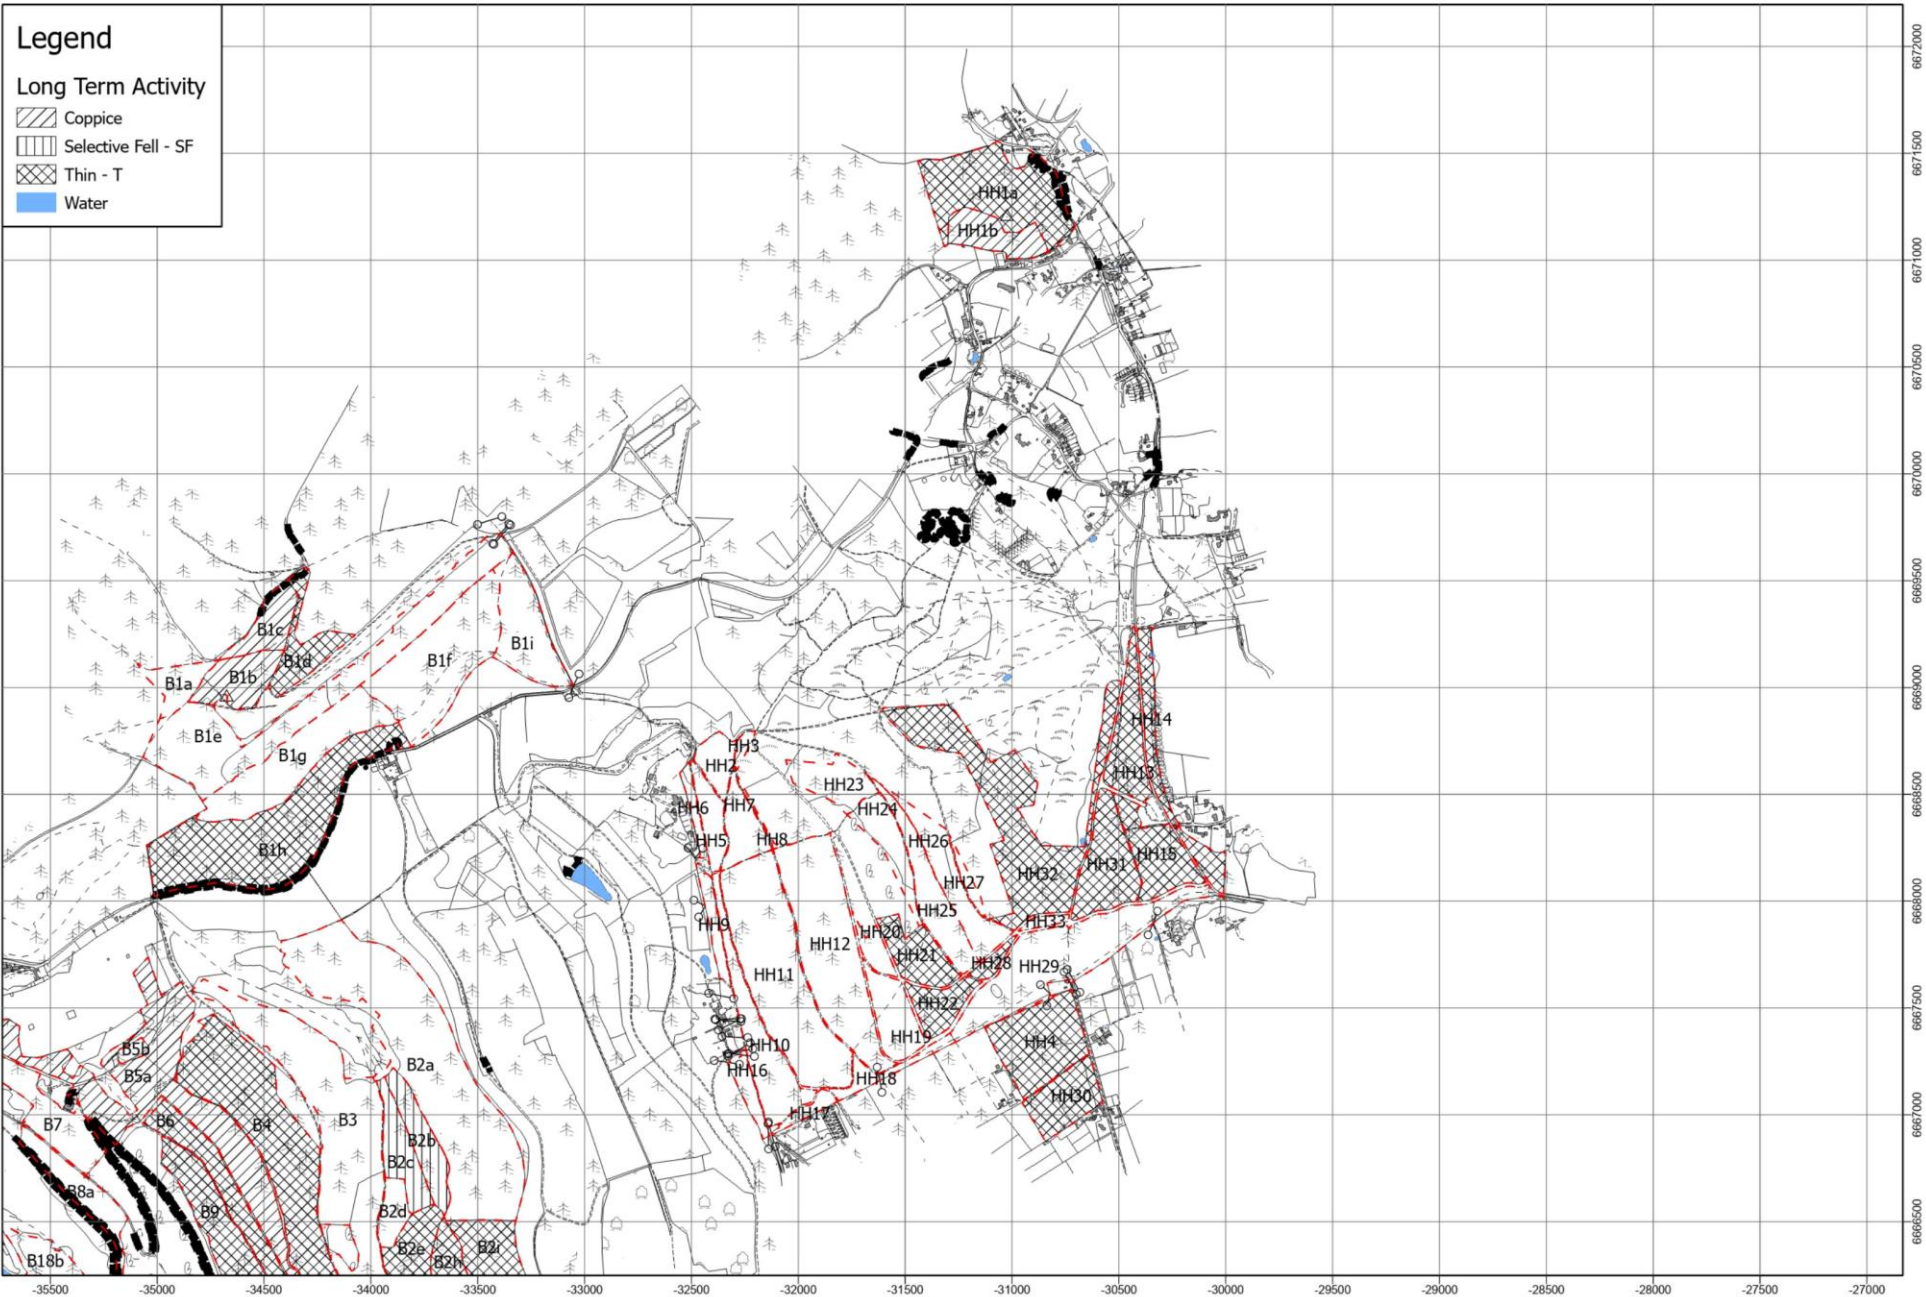 Legend
Long Term Activity
Coppice
Selective Fell - SF
Thin - T
Water
HH1a
HH1b
B1c
B1d
B1b
B1a
B1e
B1f
B1i
B1g
B1h
HH3
HH2
HH6
HH7
HH5
HH8
HH23
HH24
HH26
HH27
HH25
HH14
HH13
HH15
HH31
HH32
HH33
HH9
HH20
HH12
HH21
HH11
HH28
HH29
HH22
HH19
HH10
HH16
HH18
HH17
HH4
HH30
B5b
B5a
B7
B6
B4
B3
B2a
B2b
B2c
B8a
B9
B2d
B2e
B2h
B2i
B18b
6672000
6671500
6671000
6670500
6670000
6669500
6669000
6668500
6668000
6667500
6667000
6666500
-35500
-35000
-34500
-34000
-33500
-33000
-32500
-32000
-31500
-31000
-30500
-30000
-29500
-29000
-28500
-28000
-27500
-27000